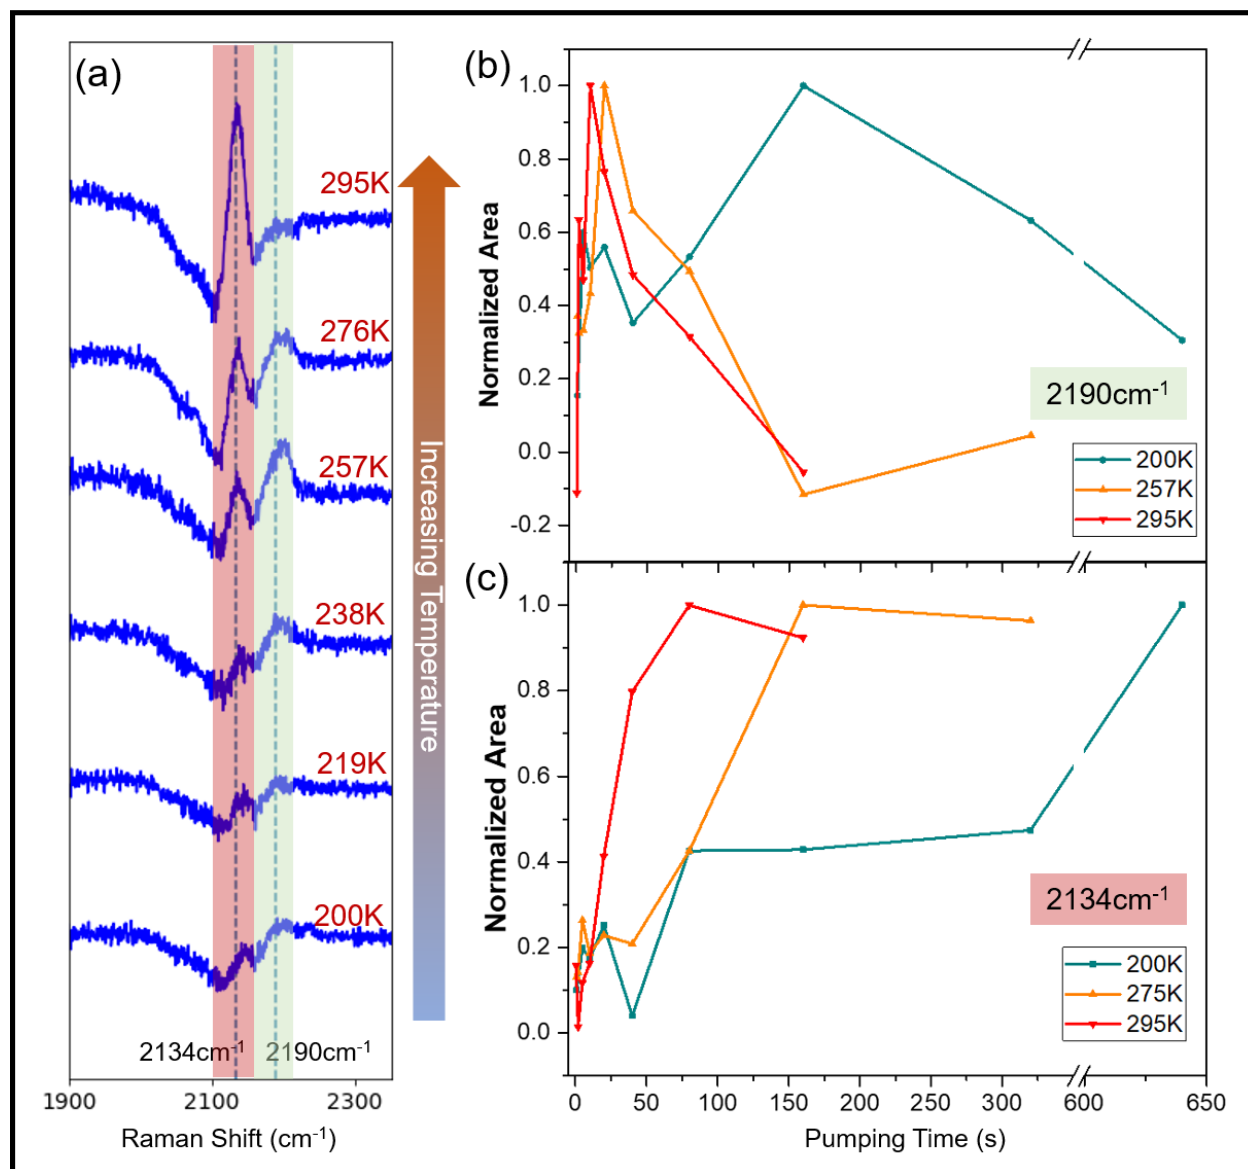 (a)
295K
276K
257K
238K
219K
200K
2134cm-1
2190cm-1
1900
2100
2300
Raman Shift (cm-1)
Increasing Temperature
(b)
1.0
0.8
0.6
0.4
0.2
0.0
-0.2
Normalized Area
2190cm-1
200K
257K
295K
(c)
1.0
0.8
0.6
0.4
0.2
0.0
Normalized Area
2134cm-1
200K
275K
295K
0 50 100 150 200 250 300 600 650
Pumping Time (s)